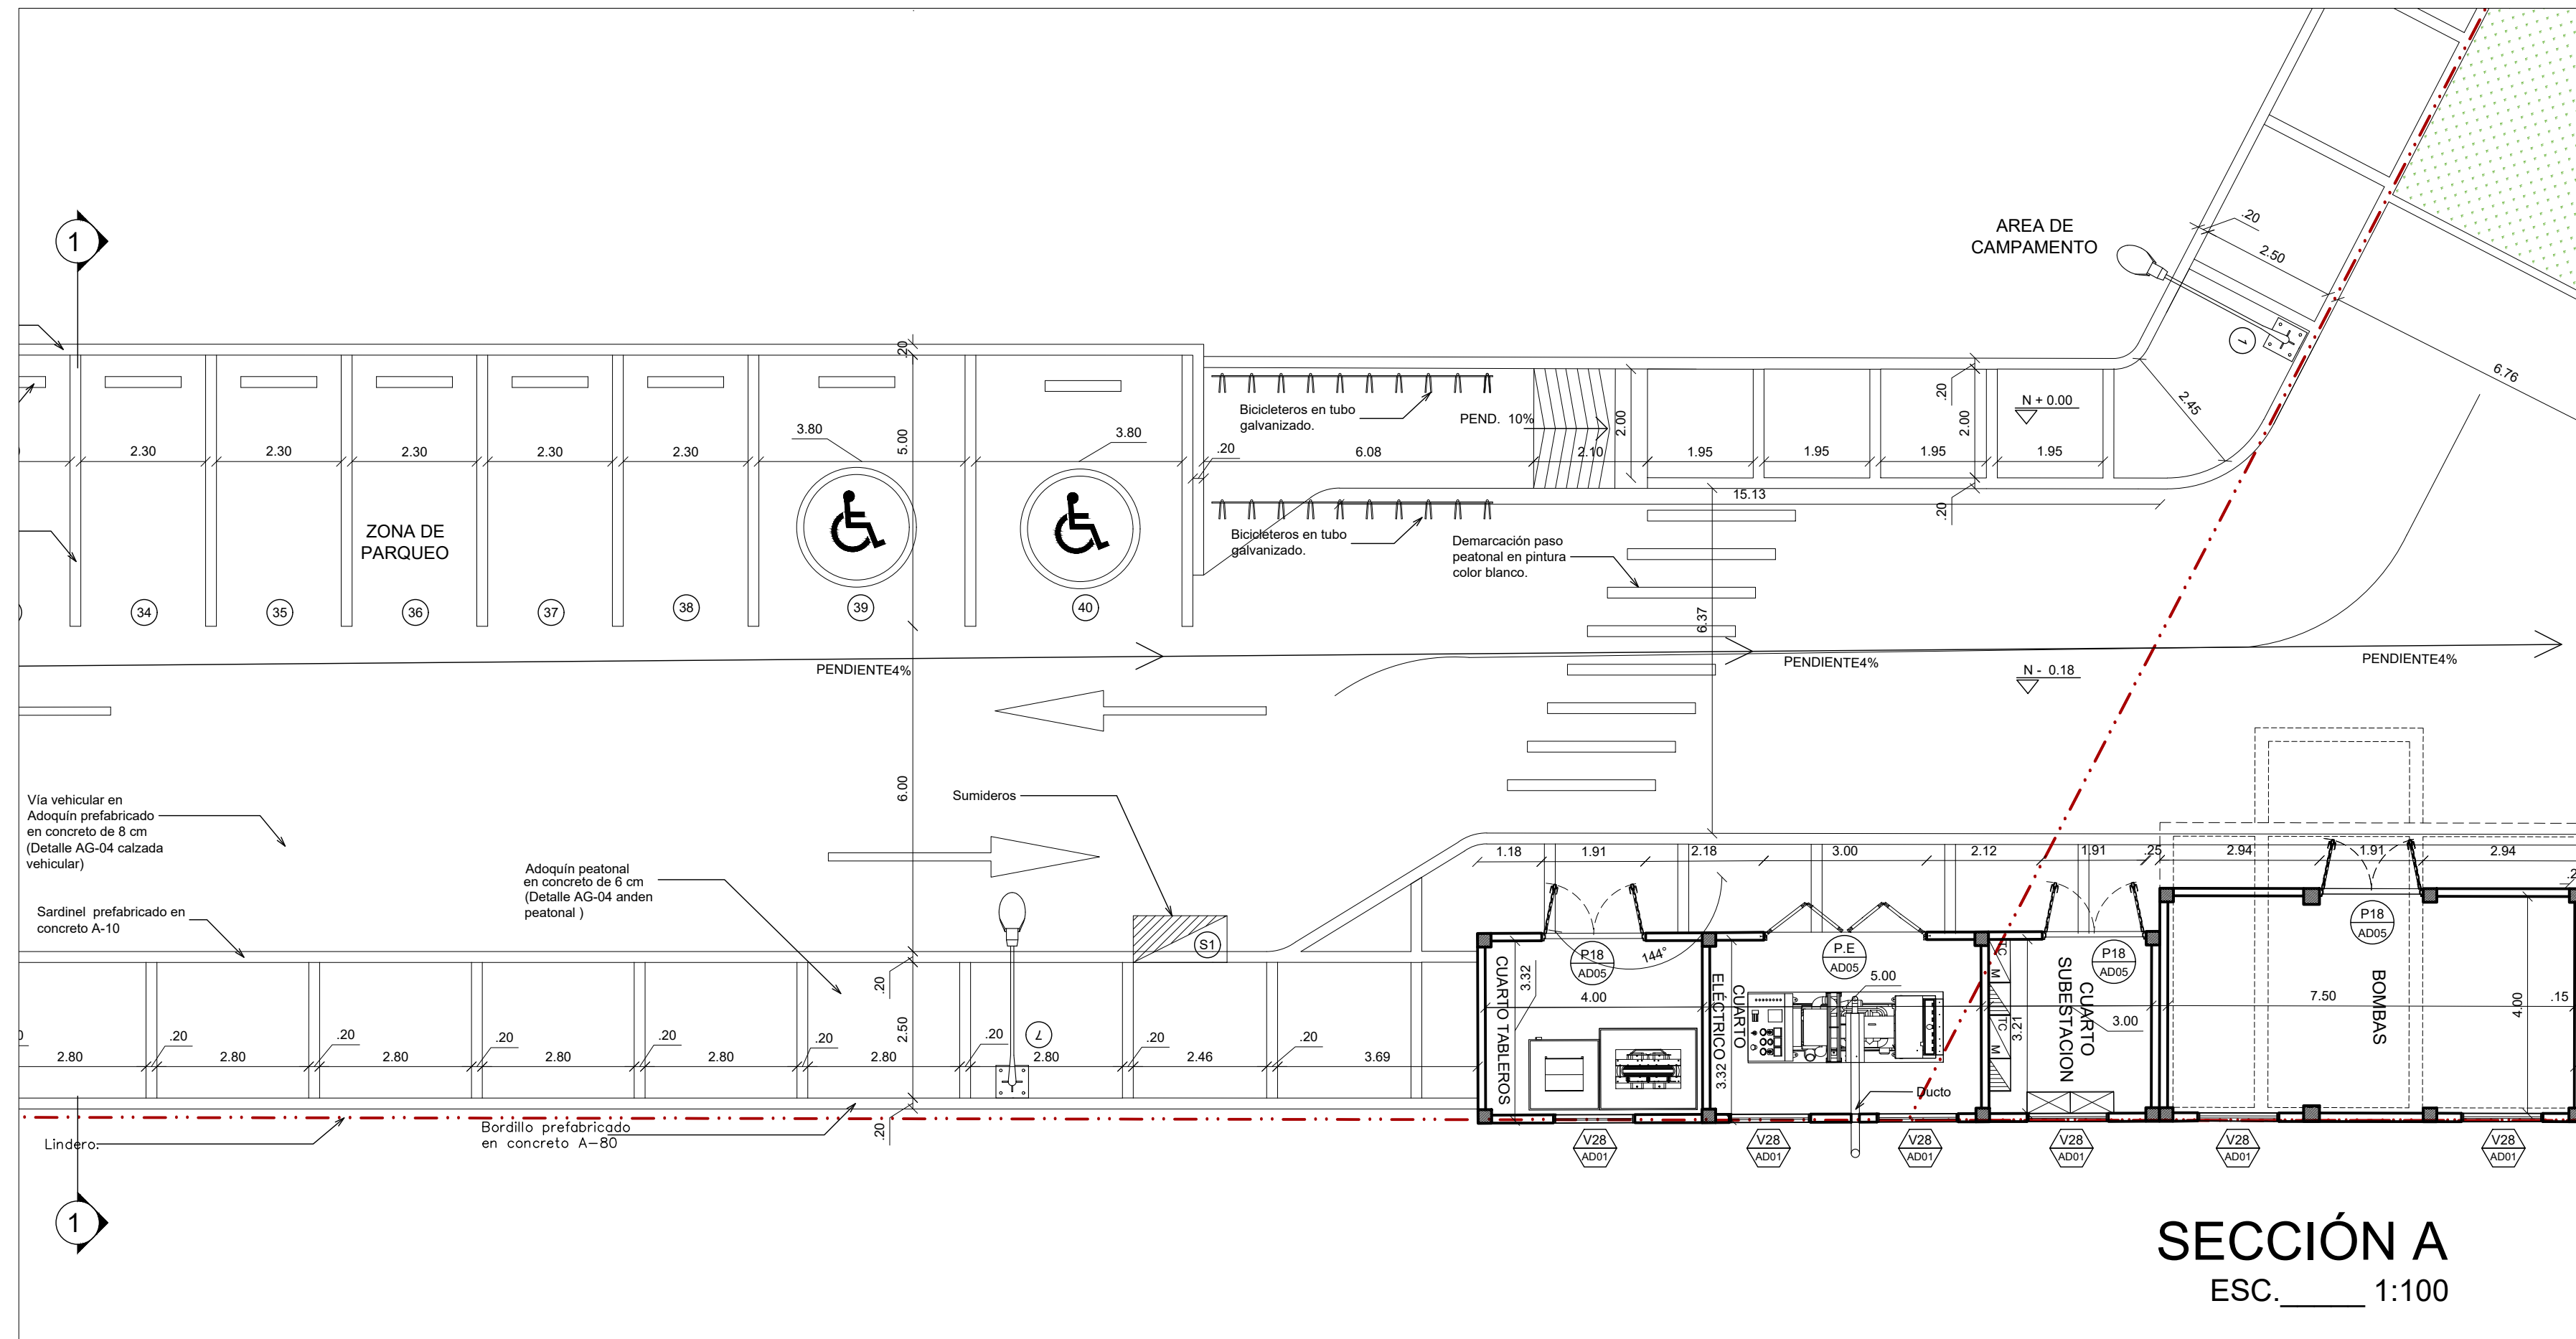 1
AREA DE
CAMPAMENTO
.20
2.50
1
6.76
2.45
.20
2.30
2.30
2.30
2.30
2.30
3.80
5.00
3.80
.20
Bicicleteros en tubo
galvanizado.
PEND. 10%
6.08
2.10
2.00
1.95
1.95
1.95
1.95
.20
2.00
N + 0.00
15.13
.20
ZONA DE
PARQUEO
Bicicleteros en tubo
galvanizado.
Demarcación paso
peatonal en pintura
color blanco.
34
35
36
37
38
39
40
6.37
PENDIENTE4%
PENDIENTE4%
PENDIENTE4%
N - 0.18
6.00
Vía vehicular en
Adoquín prefabricado
en concreto de 8 cm
(Detalle AG-04 calzada
vehicular)
Sumideros
Adoquín peatonal
en concreto de 6 cm
(Detalle AG-04 anden
peatonal )
Sardinel prefabricado en
concreto A-10
S1
1.18
1.91
2.18
3.00
2.12
1.91
.25
2.94
1.91
2.94
P18
AD05
144°
P.E
AD05
P18
AD05
P18
AD05
CUARTO TABLEROS
3.32
4.00
CUARTO
ELÉCTRICO
3.32
5.00
Ducto
TC
M
TC
M
3.21
CUARTO
SUBESTACION
3.00
BOMBAS
7.50
4.00
.15
.20
2.50
7
2.80
.20
2.80
.20
2.80
.20
2.80
.20
2.80
.20
2.80
.20
2.80
.20
2.46
.20
3.69
.20
Lindero.
Bordillo prefabricado
en concreto A-80
V28
AD01
V28
AD01
V28
AD01
V28
AD01
V28
AD01
V28
AD01
1
SECCIÓN A
ESC._____ 1:100